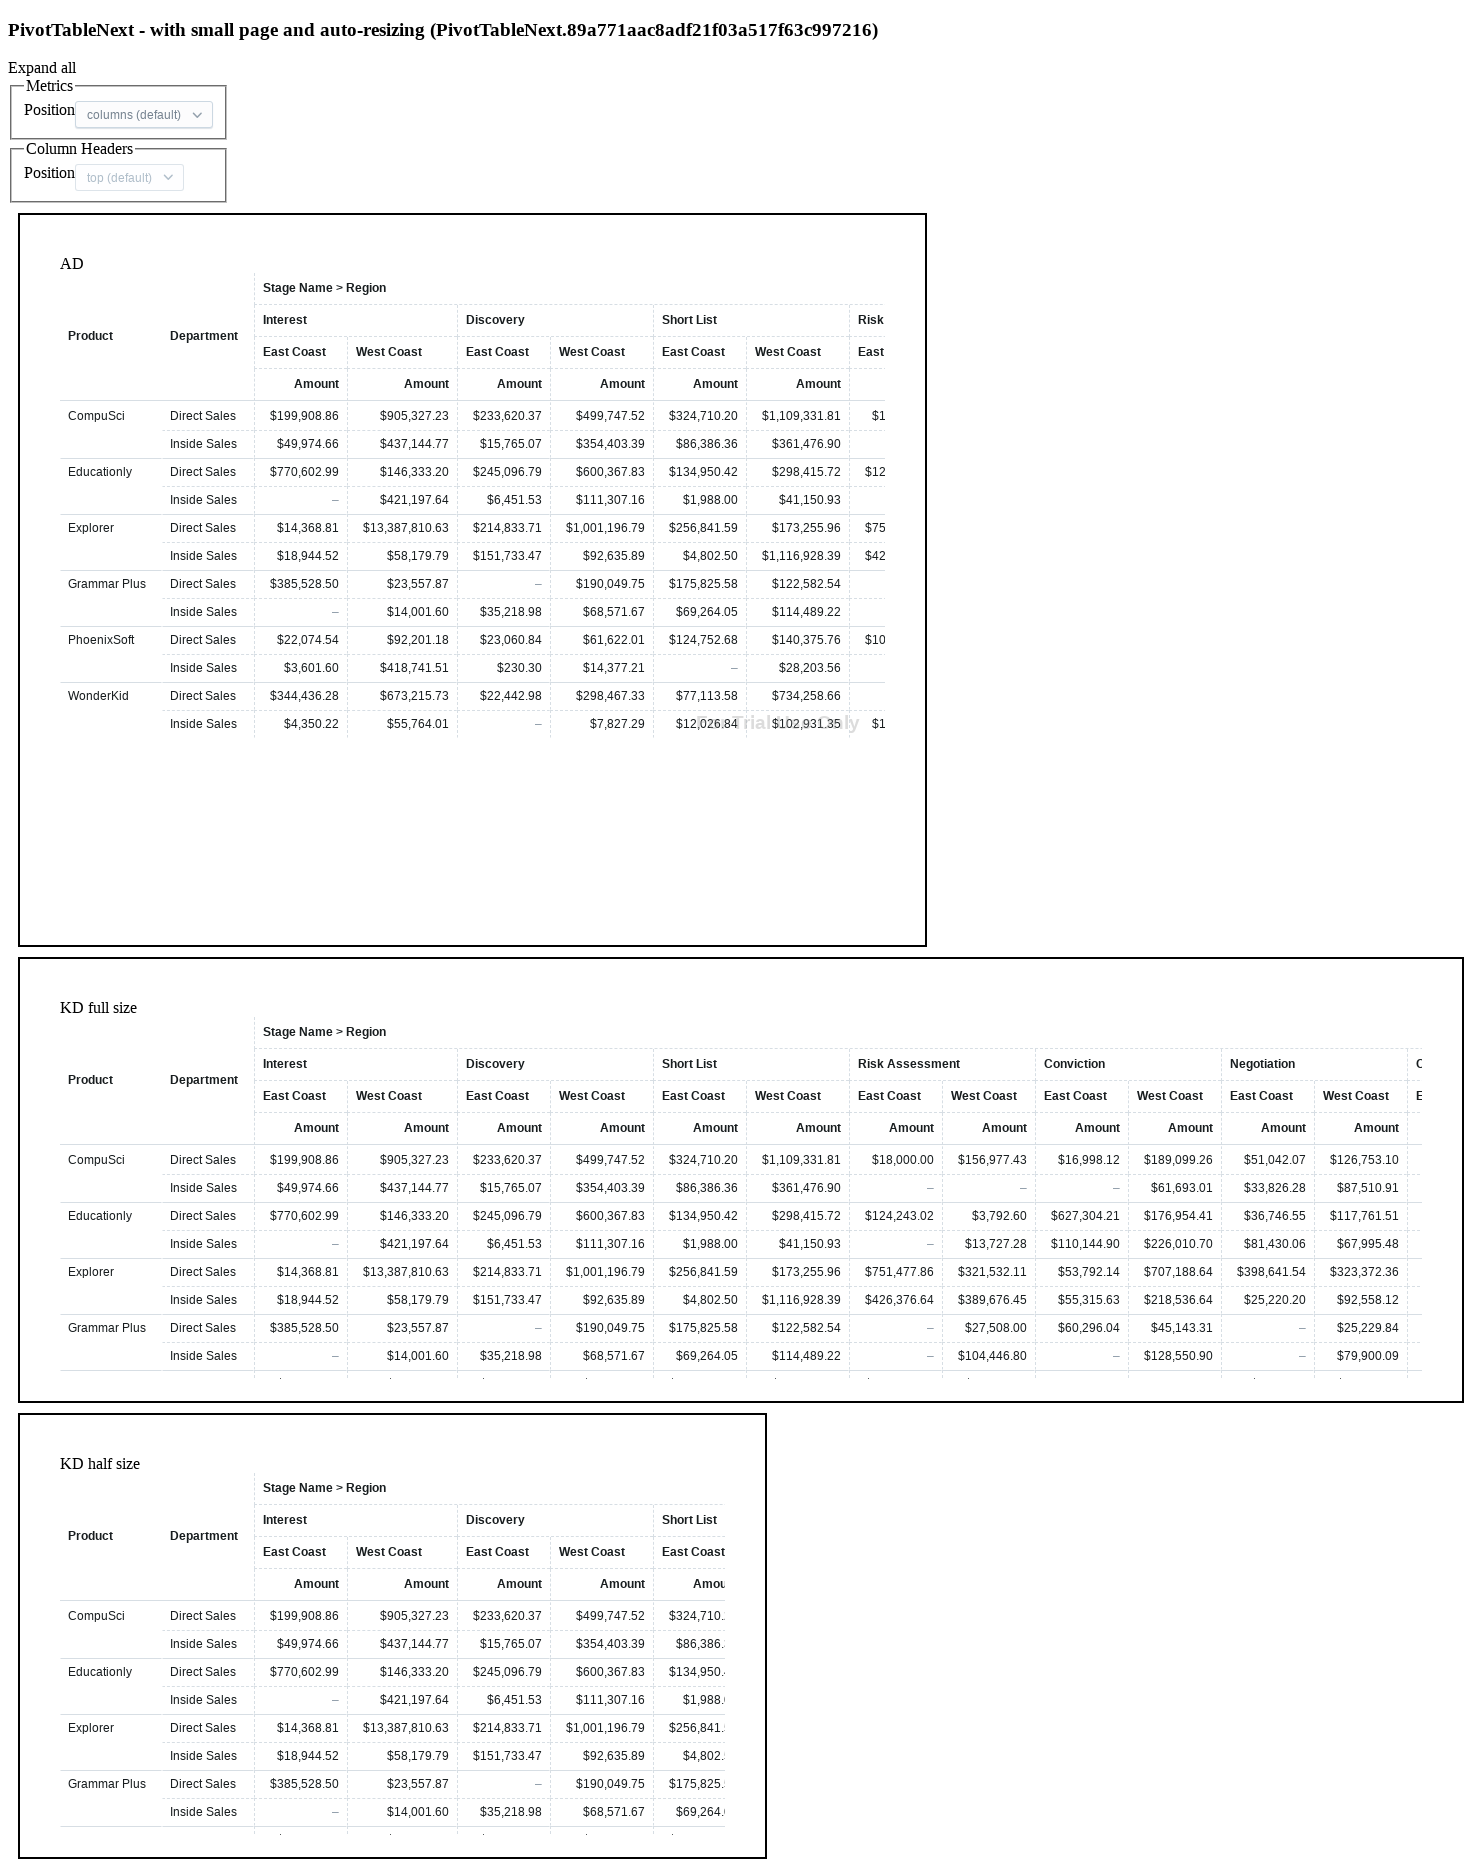 PivotTableNext - with small page and auto-resizing (PivotTableNext.89a771aac8adf21f03a517f63c997216)
Expand all
Metrics
Position columns (default)
Column Headers
Position top (default)
AD
Stage Name > Region
Interest Discovery Short List Risk
Product Department
East Coast West Coast East Coast West Coast East Coast West Coast East
Amount Amount Amount Amount Amount Amount
CompuSci Direct Sales $199,908.86 $905,327.23 $233,620.37 $499,747.52 $324,710.20 $1,109,331.81 $1
Inside Sales $49,974.66 $437,144.77 $15,765.07 $354,403.39 $86,386.36 $361,476.90
Educationly Direct Sales $770,602.99 $146,333.20 $245,096.79 $600,367.83 $134,950.42 $298,415.72 $12
Inside Sales – $421,197.64 $6,451.53 $111,307.16 $1,988.00 $41,150.93
Explorer Direct Sales $14,368.81 $13,387,810.63 $214,833.71 $1,001,196.79 $256,841.59 $173,255.96 $75
Inside Sales $18,944.52 $58,179.79 $151,733.47 $92,635.89 $4,802.50 $1,116,928.39 $42
Grammar Plus Direct Sales $385,528.50 $23,557.87 – $190,049.75 $175,825.58 $122,582.54
Inside Sales – $14,001.60 $35,218.98 $68,571.67 $69,264.05 $114,489.22
PhoenixSoft Direct Sales $22,074.54 $92,201.18 $23,060.84 $61,622.01 $124,752.68 $140,375.76 $10
Inside Sales $3,601.60 $418,741.51 $230.30 $14,377.21 – $28,203.56
WonderKid Direct Sales $344,436.28 $673,215.73 $22,442.98 $298,467.33 $77,113.58 $734,258.66
Inside Sales $4,350.22 $55,764.01 – $7,827.29 $12,026.84 $102,931.35 $1
For Trial Use Only
KD full size
Stage Name > Region
Interest Discovery Short List Risk Assessment Conviction Negotiation
Product Department
East Coast West Coast East Coast West Coast East Coast West Coast East Coast West Coast East Coast West Coast East Coast West Coast
Amount Amount Amount Amount Amount Amount Amount Amount Amount Amount Amount Amount
CompuSci Direct Sales $199,908.86 $905,327.23 $233,620.37 $499,747.52 $324,710.20 $1,109,331.81 $18,000.00 $156,977.43 $16,998.12 $189,099.26 $51,042.07 $126,753.10
Inside Sales $49,974.66 $437,144.77 $15,765.07 $354,403.39 $86,386.36 $361,476.90 – – – $61,693.01 $33,826.28 $87,510.91
Educationly Direct Sales $770,602.99 $146,333.20 $245,096.79 $600,367.83 $134,950.42 $298,415.72 $124,243.02 $3,792.60 $627,304.21 $176,954.41 $36,746.55 $117,761.51
Inside Sales – $421,197.64 $6,451.53 $111,307.16 $1,988.00 $41,150.93 – $13,727.28 $110,144.90 $226,010.70 $81,430.06 $67,995.48
Explorer Direct Sales $14,368.81 $13,387,810.63 $214,833.71 $1,001,196.79 $256,841.59 $173,255.96 $751,477.86 $321,532.11 $53,792.14 $707,188.64 $398,641.54 $323,372.36
Inside Sales $18,944.52 $58,179.79 $151,733.47 $92,635.89 $4,802.50 $1,116,928.39 $426,376.64 $389,676.45 $55,315.63 $218,536.64 $25,220.20 $92,558.12
Grammar Plus Direct Sales $385,528.50 $23,557.87 – $190,049.75 $175,825.58 $122,582.54 – $27,508.00 $60,296.04 $45,143.31 – $25,229.84
Inside Sales – $14,001.60 $35,218.98 $68,571.67 $69,264.05 $114,489.22 – $104,446.80 – $128,550.90 – $79,900.09
KD half size
Stage Name > Region
Interest Discovery Short List
Product Department
East Coast West Coast East Coast West Coast East Coast
Amount Amount Amount Amount Amou
CompuSci Direct Sales $199,908.86 $905,327.23 $233,620.37 $499,747.52 $324,710.
Inside Sales $49,974.66 $437,144.77 $15,765.07 $354,403.39 $86,386.
Educationly Direct Sales $770,602.99 $146,333.20 $245,096.79 $600,367.83 $134,950.
Inside Sales – $421,197.64 $6,451.53 $111,307.16 $1,988.
Explorer Direct Sales $14,368.81 $13,387,810.63 $214,833.71 $1,001,196.79 $256,841.
Inside Sales $18,944.52 $58,179.79 $151,733.47 $92,635.89 $4,802.
Grammar Plus Direct Sales $385,528.50 $23,557.87 – $190,049.75 $175,825.
Inside Sales – $14,001.60 $35,218.98 $68,571.67 $69,264.